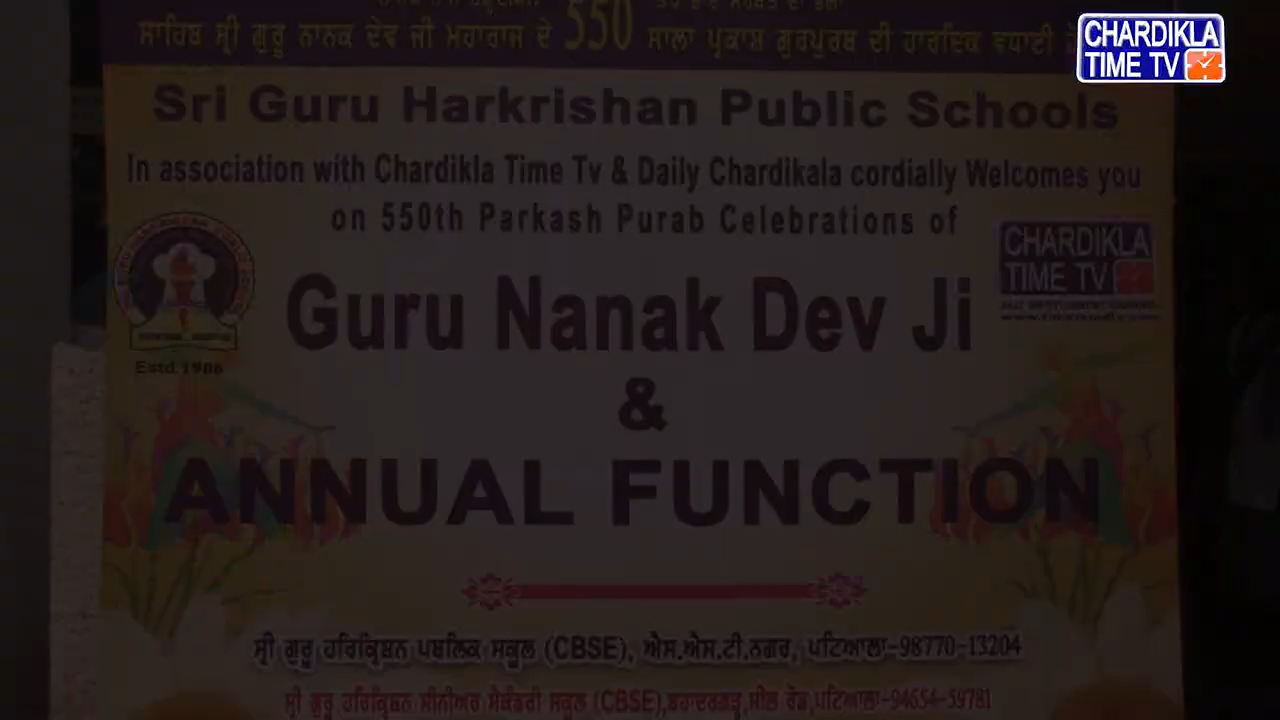 ਸਾਹਿਬ ਸ੍ਰੀ ਗੁਰੂ ਨਾਨਕ ਦੇਵ ਜੀ ਮਹਾਰਾਜ ਦੇ 550 ਸਾਲਾ ਪ੍ਰਕਾਸ਼ ਗੁਰਪੁਰਬ ਦੀ ਹਾਰਦਿਕ ਵਧਾਈ
CHARDIKLA
TIME TV
Sri Guru Harkrishan Public Schools
In association with Chardikla Time Tv & Daily Chardikala cordially Welcomes you
on 550th Parkash Purab Celebrations of
CHARDIKLA
TIME TV
Guru Nanak Dev Ji
Estd.1986
&
ANNUAL FUNCTION
ਸ੍ਰੀ ਗੁਰੂ ਹਰਿਕ੍ਰਿਸ਼ਨ ਪਬਲਿਕ ਸਕੂਲ (CBSE), ਐਸ.ਐਸ.ਟੀ.ਨਗਰ, ਪਟਿਆਲਾ-98770-13204
ਸ੍ਰੀ ਗੁਰੂ ਹਰਿਕ੍ਰਿਸ਼ਨ ਸੀਨੀਅਰ ਸੈਕੰਡਰੀ ਸਕੂਲ (CBSE),ਬਹਾਦਰਗੜ੍ਹ,ਸੀਲ ਰੋਡ,ਪਟਿਆਲਾ-94654-59781